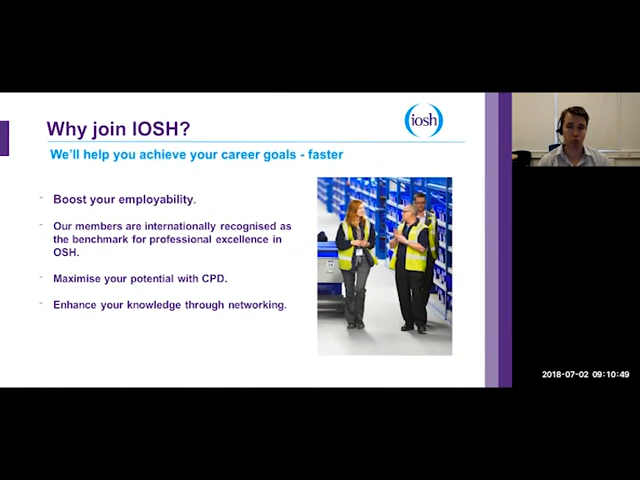 Why join IOSH?
iosh
We'll help you achieve your career goals - faster
- Boost your employability.
- Our members are internationally recognised as
the benchmark for professional excellence in
OSH.
- Maximise your potential with CPD.
- Enhance your knowledge through networking.
2018-07-02 09:10:49